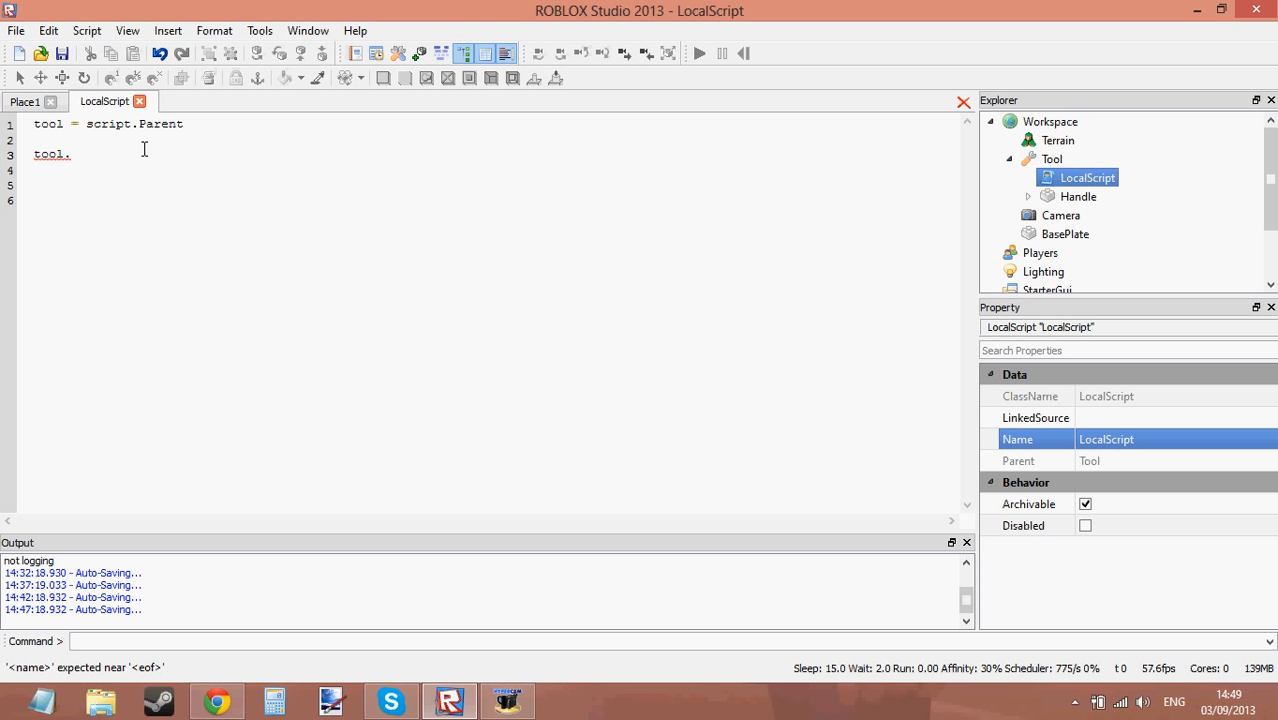 ROBLOX Studio 2013 - LocalScript
File Edit Script View Insert Format Tools Window Help
Place1 LocalScript
1 tool = script.Parent
2
3 tool.
4
5
6
Explorer
Workspace
Terrain
Tool
LocalScript
Handle
Camera
BasePlate
Players
Lighting
StarterGui
Property
LocalScript "LocalScript"
Search Properties
Data
ClassName LocalScript
LinkedSource
Name LocalScript
Parent Tool
Behavior
Archivable
Disabled
Output
not logging
14:32:18.930 - Auto-Saving...
14:37:19.033 - Auto-Saving...
14:42:18.932 - Auto-Saving...
14:47:18.932 - Auto-Saving...
Command >
'<name>' expected near '<eof>'
Sleep: 15.0 Wait: 2.0 Run: 0.00 Affinity: 30% Scheduler: 775/s 0% t 0 57.6fps Cores: 0 139MB
HYPERCAM
ENG
14:49
03/09/2013